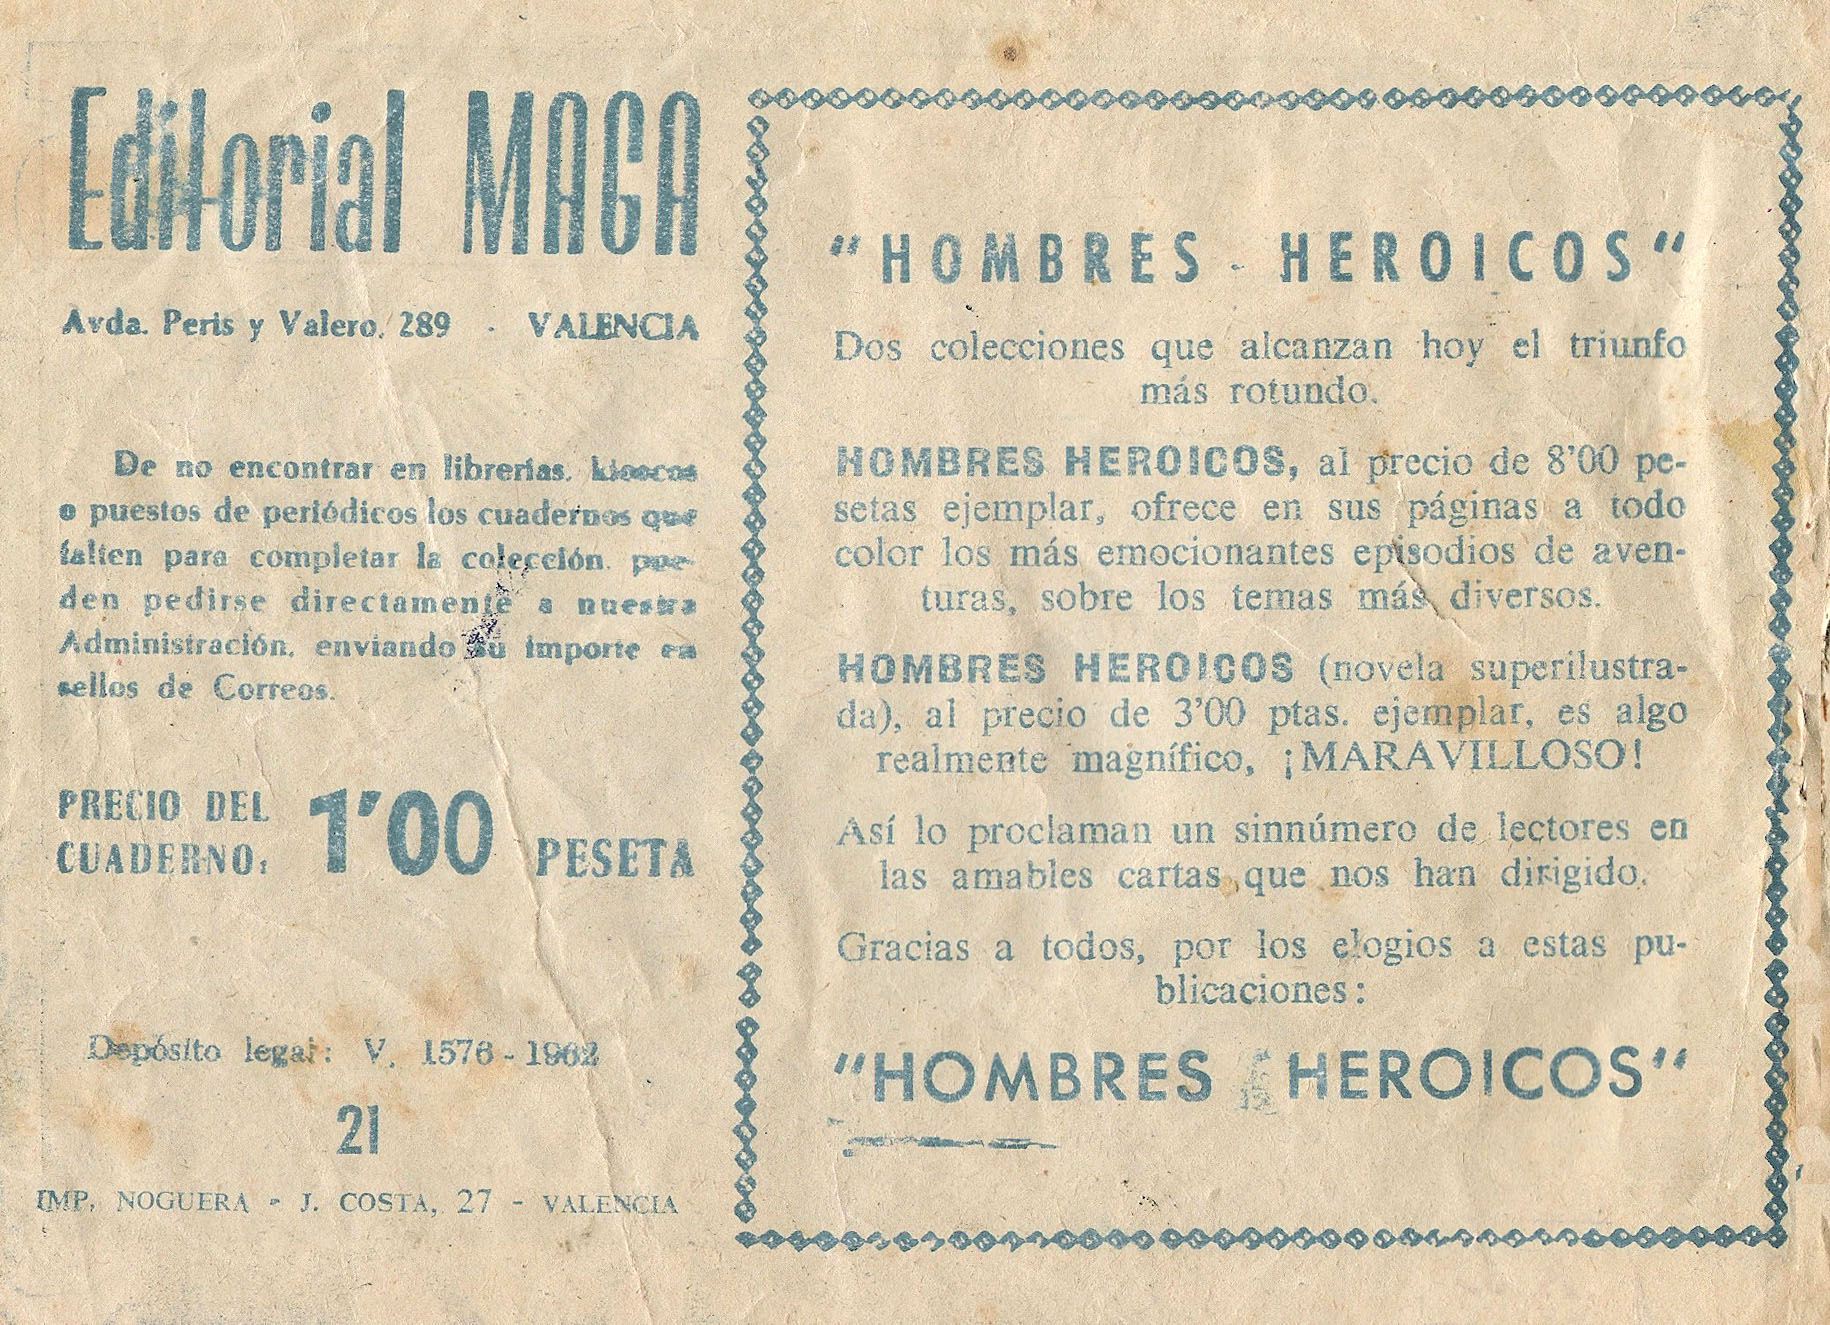 Editorial MAGA
Avda. Peris y Valero, 289 - VALENCIA
De no encontrar en librerías, kioscos
o puestos de periódicos los cuadernos que
falten para completar la colección, pue-
den pedirse directamente a nuestra
Administración, enviando su importe en
sellos de Correos.
PRECIO DEL
CUADERNO: 1'00 PESETA
Depósito legal: V. 1576 - 1962
21
IMP. NOGUERA - J. COSTA, 27 - VALENCIA
"HOMBRES - HEROICOS"
Dos colecciones que alcanzan hoy el triunfo
más rotundo.
HOMBRES HEROICOS, al precio de 8'00 pe-
setas ejemplar, ofrece en sus páginas a todo
color los más emocionantes episodios de aven-
turas, sobre los temas más diversos.
HOMBRES HEROICOS (novela superilustra-
da), al precio de 3'00 ptas. ejemplar, es algo
realmente magnífico, ¡MARAVILLOSO!
Así lo proclaman un sinnúmero de lectores en
las amables cartas que nos han dirigido.
Gracias a todos, por los elogios a estas pu-
blicaciones:
"HOMBRES HEROICOS"